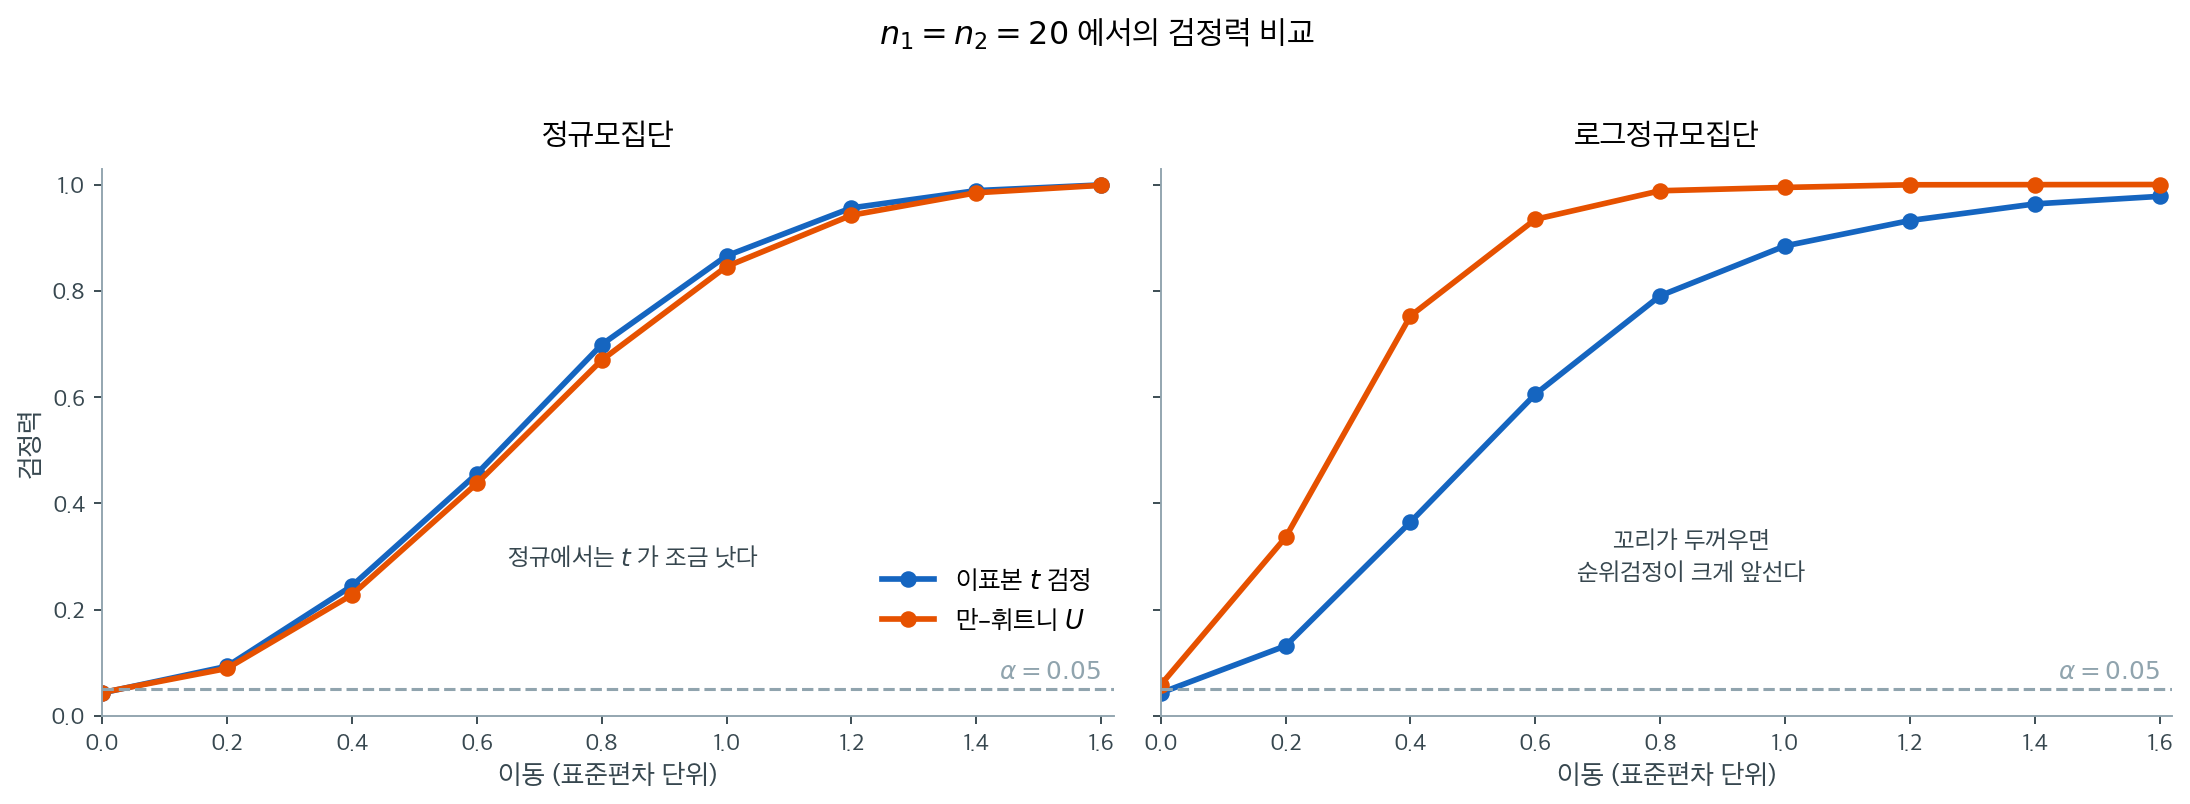 n₁ = n₂ = 20 에서의 검정력 비교
정규모집단
로그정규모집단
검정력
1.0
0.8
0.6
0.4
0.2
0.0
정규에서는 t 가 조금 낫다
이표본 t 검정
만–휘트니 U
α = 0.05
0.0 0.2 0.4 0.6 0.8 1.0 1.2 1.4 1.6
이동 (표준편차 단위)
꼬리가 두꺼우면
순위검정이 크게 앞선다
α = 0.05
0.0 0.2 0.4 0.6 0.8 1.0 1.2 1.4 1.6
이동 (표준편차 단위)